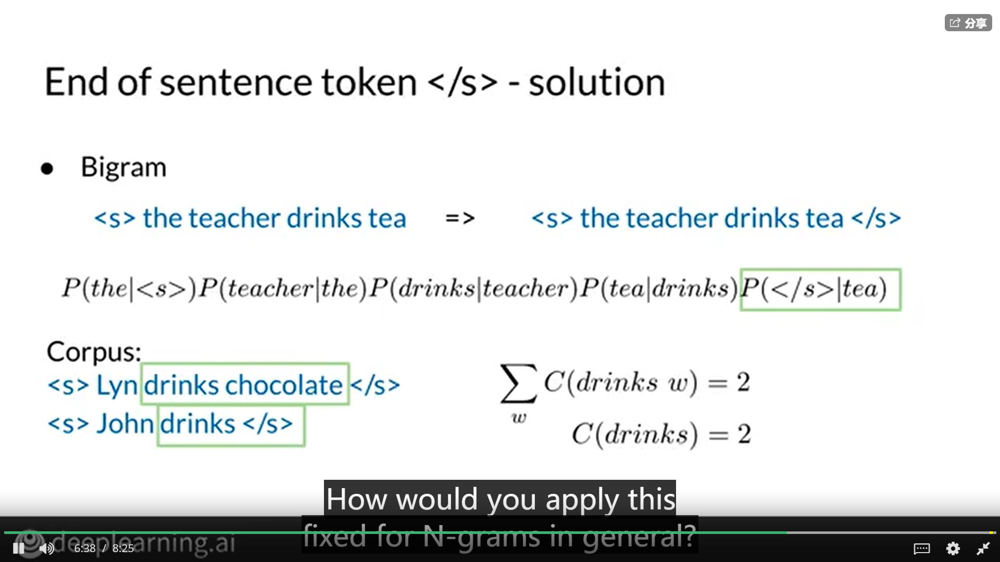 分享
End of sentence token </s> - solution
● Bigram
<s> the teacher drinks tea => <s> the teacher drinks tea </s>
P(the|<s>)P(teacher|the)P(drinks|teacher)P(tea|drinks)P(</s>|tea)
Corpus:
<s> Lyn drinks chocolate </s>
<s> John drinks </s>
∑ C(drinks w) = 2
w
C(drinks) = 2
How would you apply this
fixed for N-grams in general?
deeplearning.ai
6:38 / 8:25